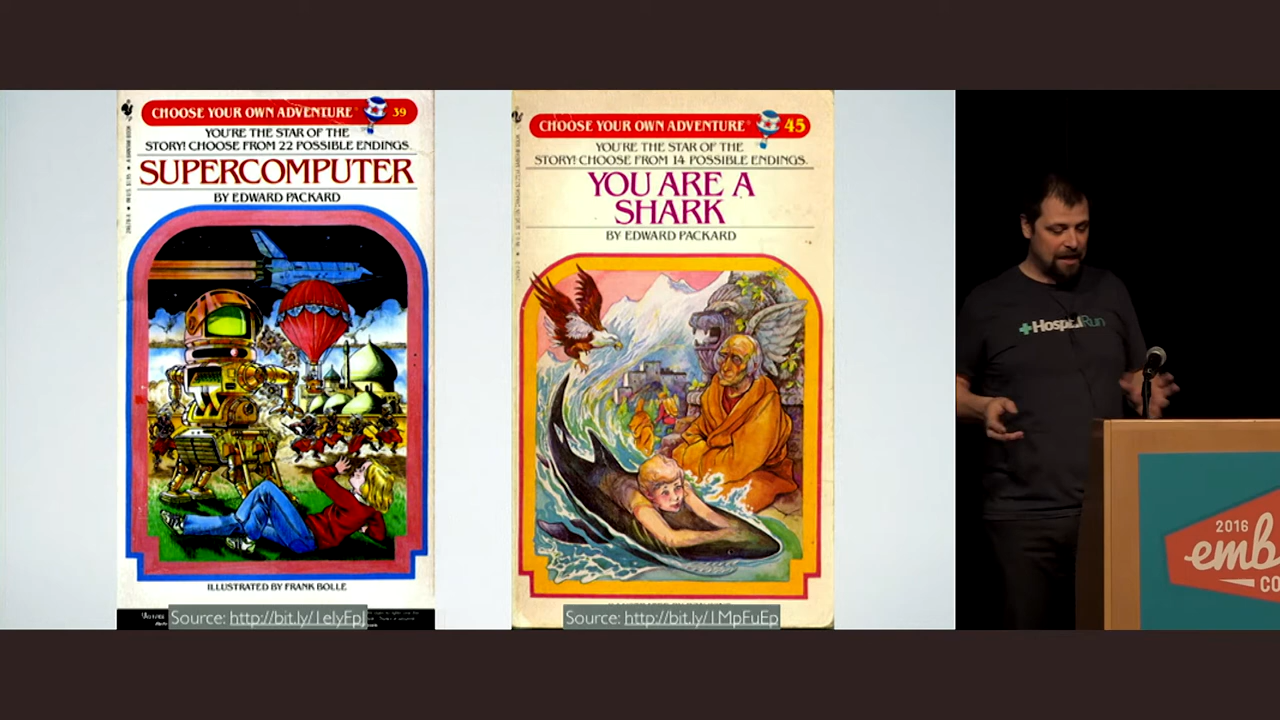 CHOOSE YOUR OWN ADVENTURE® 39
YOU'RE THE STAR OF THE
STORY! CHOOSE FROM 22 POSSIBLE ENDINGS.
SUPERCOMPUTER
BY EDWARD PACKARD
ILLUSTRATED BY FRANK BOLLE
Source: http://bit.ly/1elyEpJ
CHOOSE YOUR OWN ADVENTURE® 45
YOU'RE THE STAR OF THE
STORY! CHOOSE FROM 14 POSSIBLE ENDINGS.
YOU ARE A
SHARK
BY EDWARD PACKARD
Source: http://bit.ly/1MpFuEp
+HospitalRun
2016
emb
CO